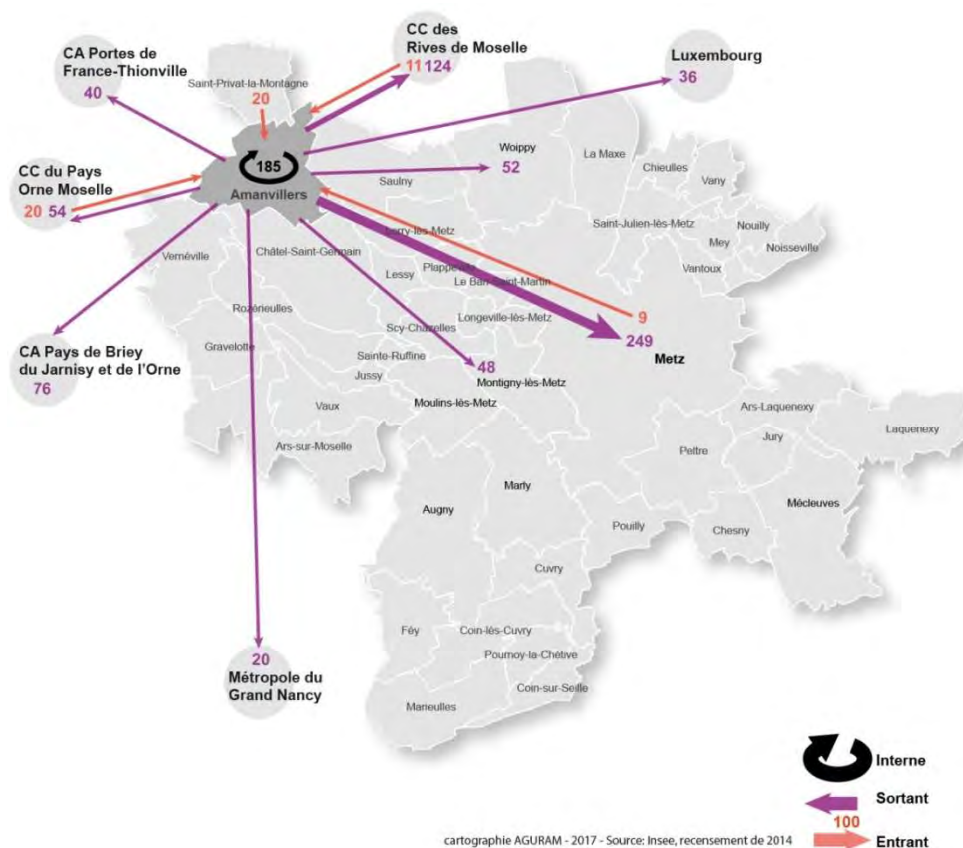 CA Portes de
France-Thionville
40
CC des
Rives de Moselle
11 124
Luxembourg
36
Saint-Privat-la-Montagne
20
185
Amanvillers
CC du Pays
Orne Moselle
20 54
Saulny
Woippy
52
La Maxe
Chieulles
Vany
Saint-Julien-lès-Metz
Nouilly
Mey
Noisseville
Vantoux
Lorry-lès-Metz
Vernéville
Châtel-Saint-Germain
Lessy
Plappeville
Le Ban-Saint-Martin
Rozérieulles
Longeville-lès-Metz
Scy-Chazelles
9
249
Metz
Gravelotte
CA Pays de Briey
du Jarnisy et de l'Orne
76
Sainte-Ruffine
48
Jussy
Montigny-lès-Metz
Vaux
Moulins-lès-Metz
Ars-sur-Moselle
Ars-Laquenexy
Laquenexy
Jury
Peltre
Marly
Augny
Mécleuves
Pouilly
Chesny
Cuvry
Féy
Coin-lès-Cuvry
Pournoy-la-Chétive
Coin-sur-Seille
Marieulles
20
Métropole du
Grand Nancy
Interne
Sortant
100
Entrant
cartographie AGURAM - 2017 - Source: Insee, recensement de 2014